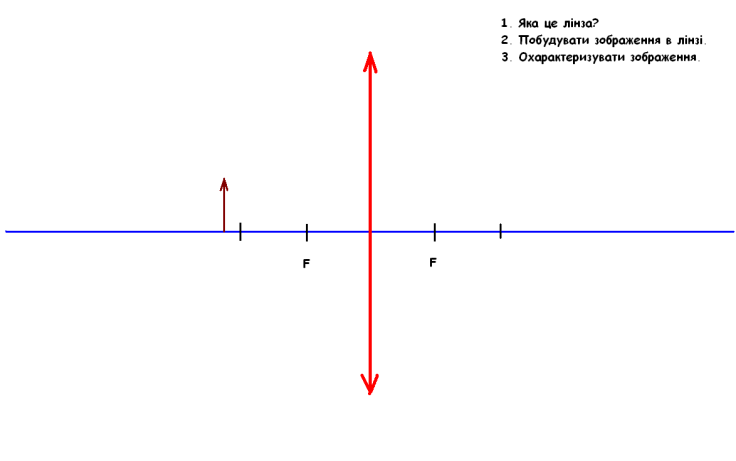 1. Яка це лінза?
2. Побудувати зображення в лінзі.
3. Охарактеризувати зображення.
F F